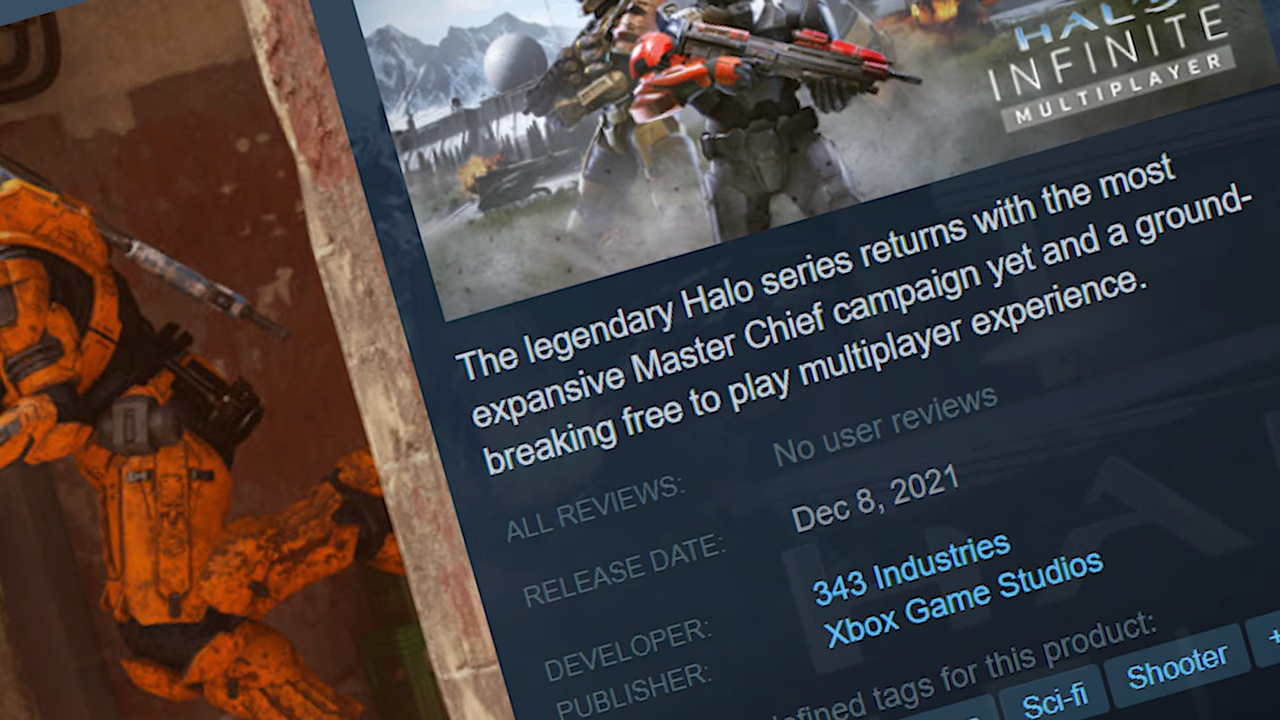 HALO
INFINITE
MULTIPLAYER
The legendary Halo series returns with the most
expansive Master Chief campaign yet and a ground-
breaking free to play multiplayer experience.
ALL REVIEWS: No user reviews
RELEASE DATE: Dec 8, 2021
DEVELOPER: 343 Industries
PUBLISHER: Xbox Game Studios
tags for this product:
Sci-fi Shooter +